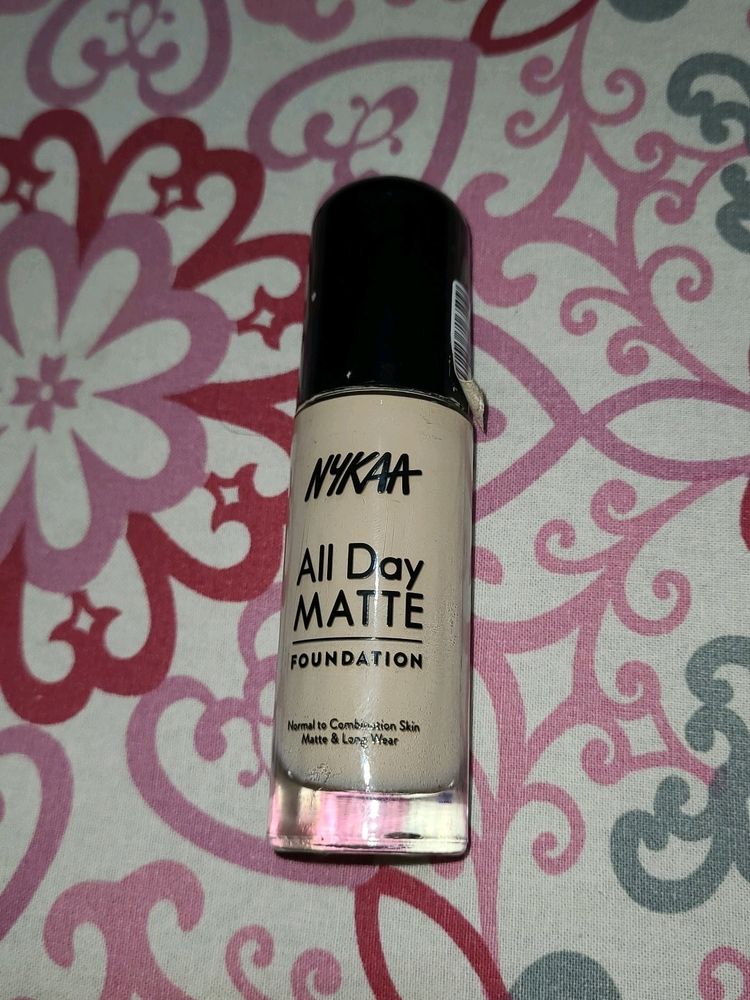 NYKAA
All Day
MATTE
FOUNDATION
Normal to Combination Skin
Matte & Long Wear